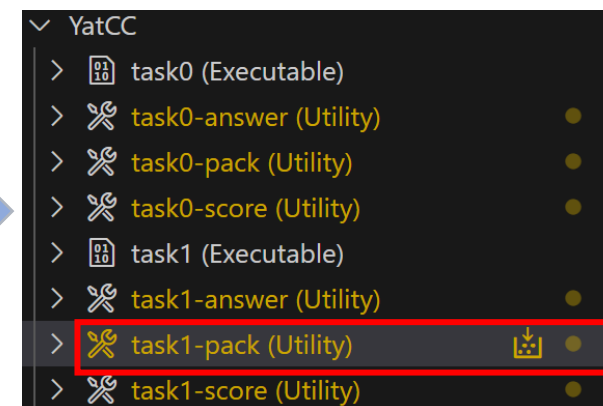 YatCC
task0 (Executable)
task0-answer (Utility)
task0-pack (Utility)
task0-score (Utility)
task1 (Executable)
task1-answer (Utility)
task1-pack (Utility)
task1-score (Utility)